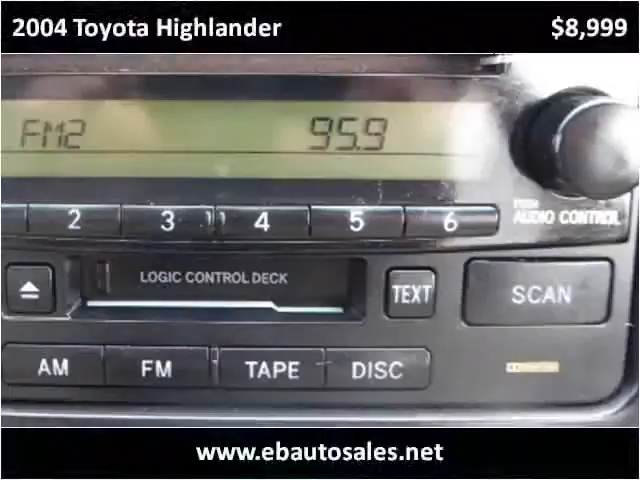 2004 Toyota Highlander $8,999
FM2 95.9
2 3 4 5 6
PUSH
AUDIO CONTROL
LOGIC CONTROL DECK
TEXT SCAN
AM FM TAPE DISC
www.ebautosales.net